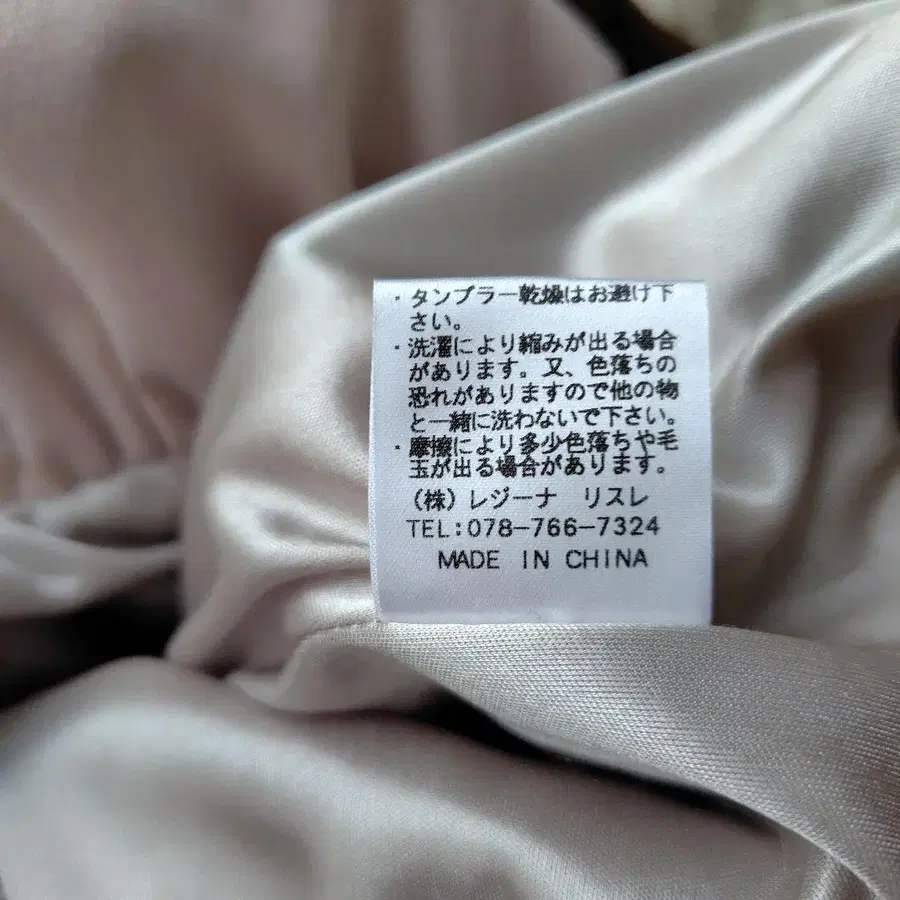 ・タンブラー乾燥はお避け下
さい。
・洗濯により縮みが出る場合
があります。又、色落ちの
恐れがありますので他の物
と一緒に洗わないで下さい。
・摩擦により多少色落ちや毛
玉が出る場合があります。
(株)レジーナ リスレ
TEL:078-766-7324
MADE IN CHINA